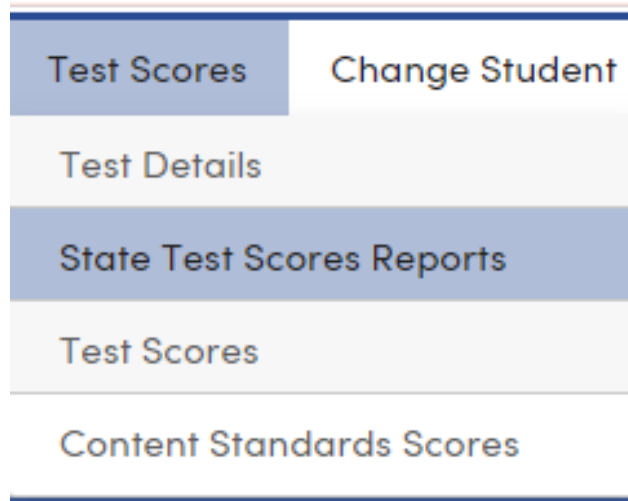 Test Scores Change Student
Test Details
State Test Scores Reports
Test Scores
Content Standards Scores